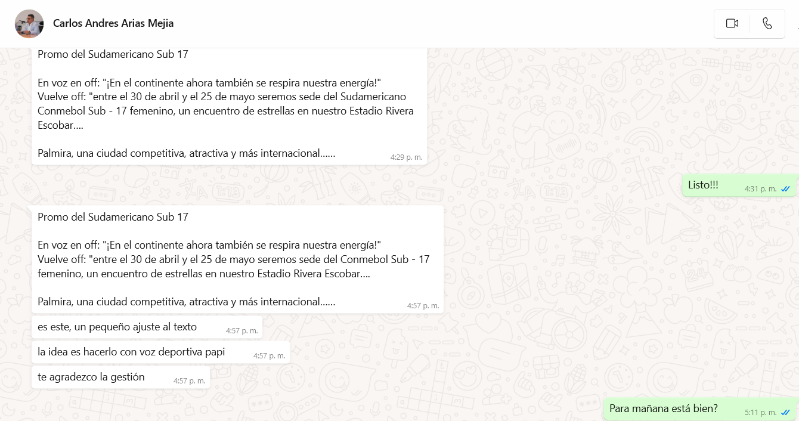 Carlos Andres Arias Mejia
Promo del Sudamericano Sub 17
En voz en off: "¡En el continente ahora también se respira nuestra energía!"
Vuelve off: "entre el 30 de abril y el 25 de mayo seremos sede del Sudamericano
Conmebol Sub - 17 femenino, un encuentro de estrellas en nuestro Estadio Rivera
Escobar....
Palmira, una ciudad competitiva, atractiva y más internacional......
4:29 p. m.
Listo!!!
4:31 p. m.
Promo del Sudamericano Sub 17
En voz en off: "¡En el continente ahora también se respira nuestra energía!"
Vuelve off: "entre el 30 de abril y el 25 de mayo seremos sede del Conmebol Sub - 17
femenino, un encuentro de estrellas en nuestro Estadio Rivera Escobar....
Palmira, una ciudad competitiva, atractiva y más internacional......
4:57 p. m.
es este, un pequeño ajuste al texto
4:57 p. m.
la idea es hacerlo con voz deportiva papi
4:57 p. m.
te agradezco la gestión
4:57 p. m.
Para mañana está bien?
5:11 p. m.